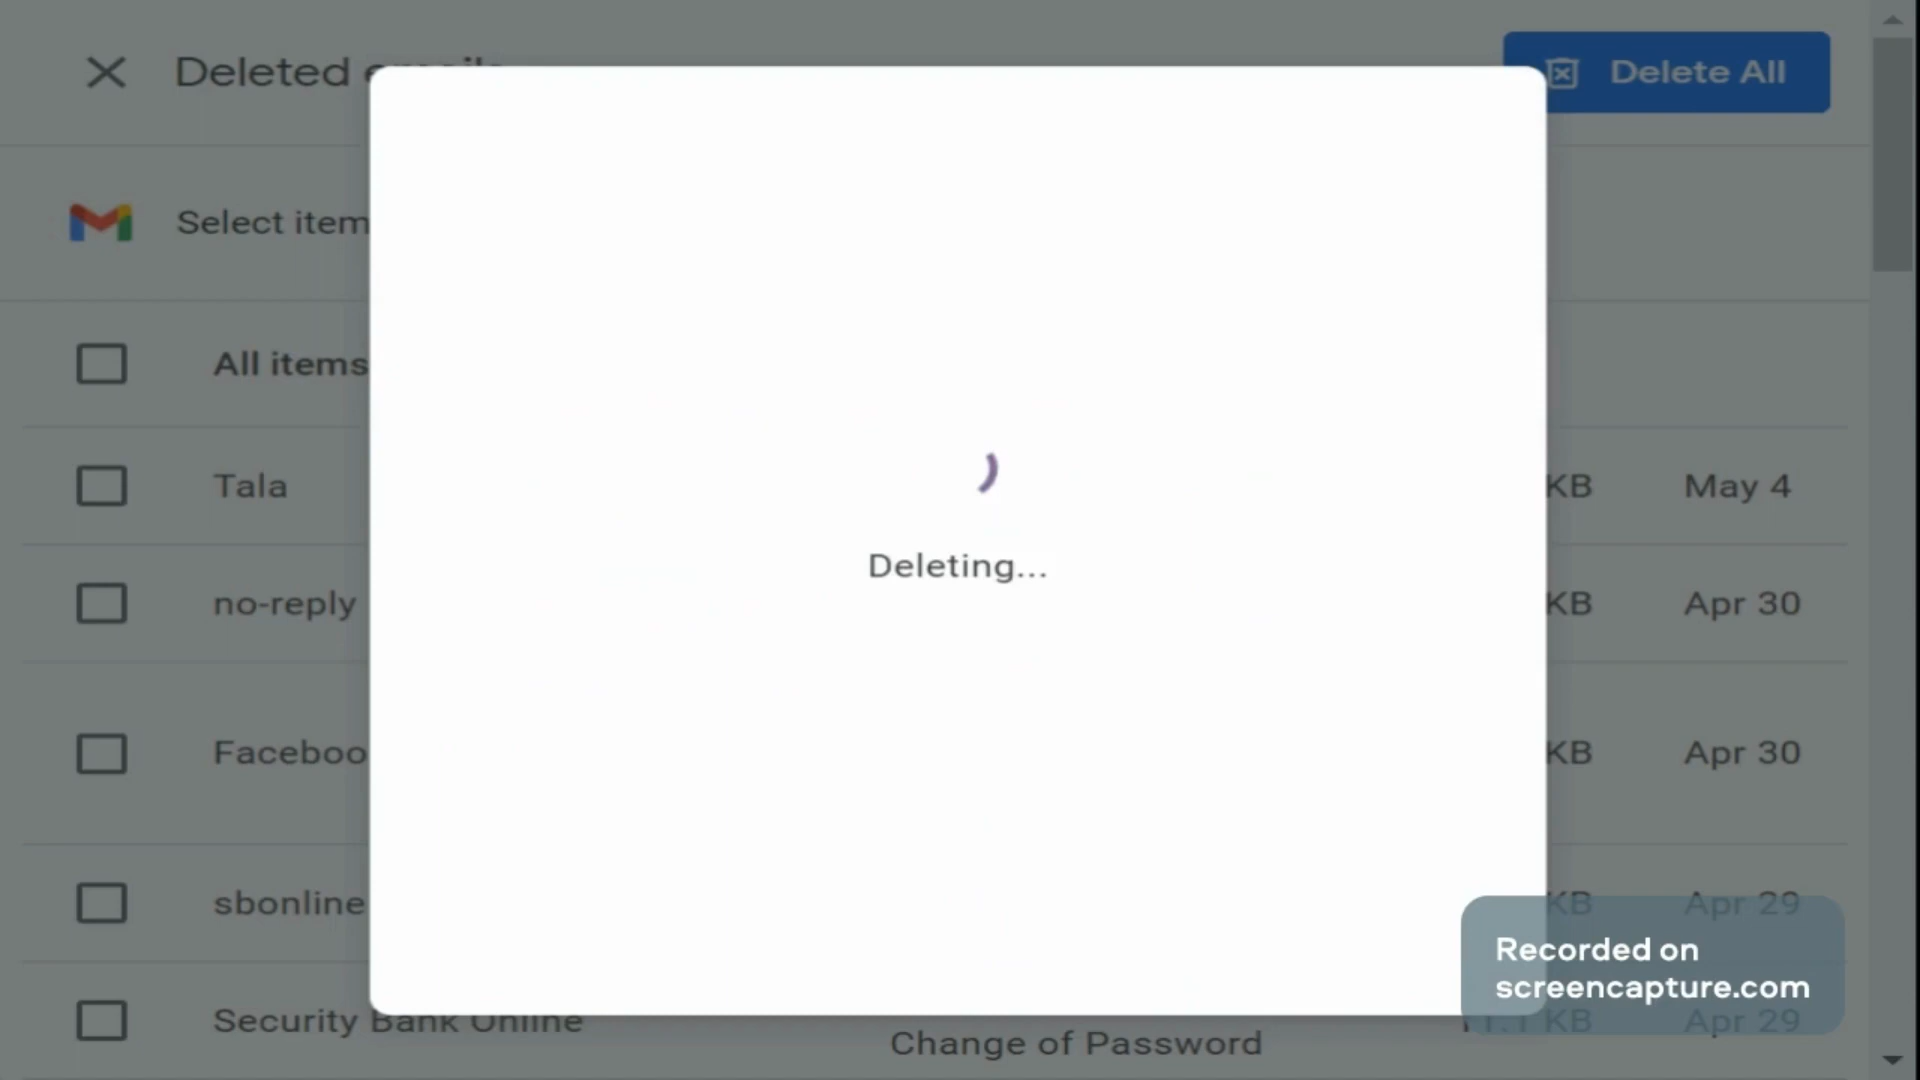 Deleted
Delete All
Select item
All items
Tala
KB
May 4
no-reply
KB
Apr 30
Faceboo
KB
Apr 30
Deleting...
sbonline
KB
Apr 29
Security Bank Online
KB
Apr 29
Change of Password
Recorded on
screencapture.com